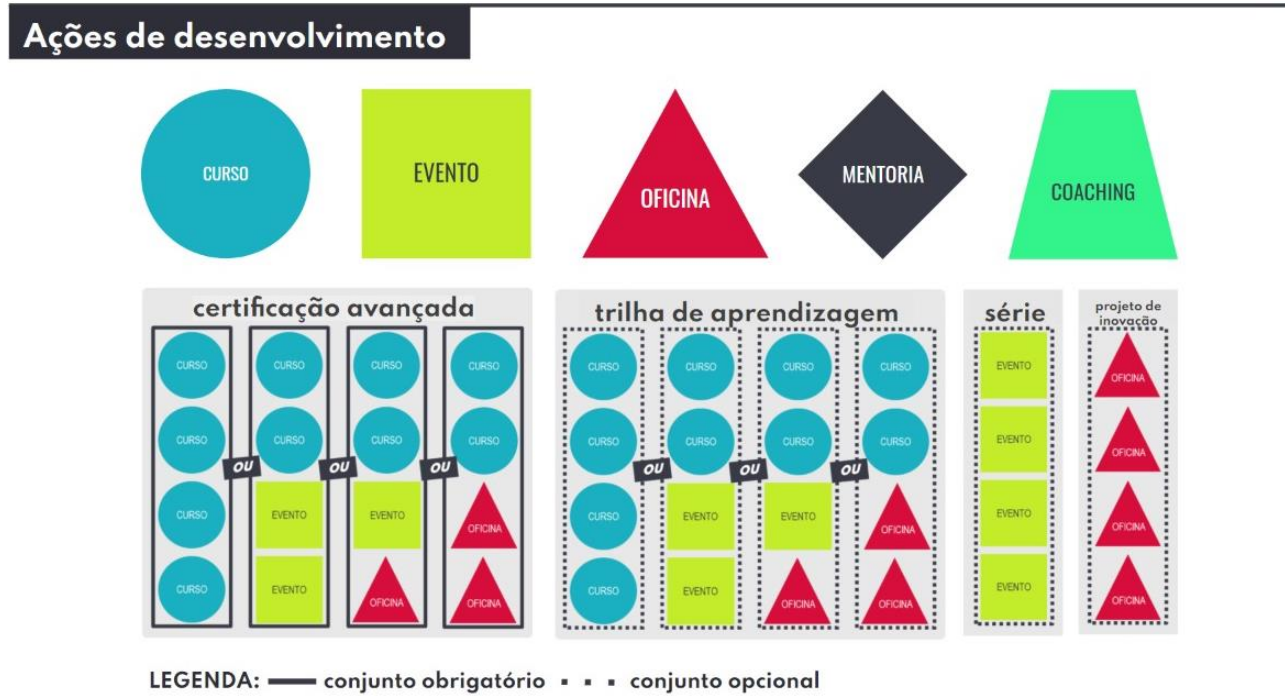 Ações de desenvolvimento
CURSO EVENTO OFICINA MENTORIA COACHING
certificação avançada
CURSO CURSO CURSO CURSO
CURSO CURSO CURSO CURSO
OU OU OU
CURSO EVENTO EVENTO OFICINA
CURSO EVENTO OFICINA OFICINA
trilha de aprendizagem
CURSO CURSO CURSO CURSO
CURSO CURSO CURSO CURSO
OU OU OU
CURSO EVENTO EVENTO OFICINA
CURSO EVENTO OFICINA OFICINA
série
EVENTO
EVENTO
EVENTO
EVENTO
projeto de
inovação
OFICINA
OFICINA
OFICINA
OFICINA
LEGENDA: conjunto obrigatório conjunto opcional